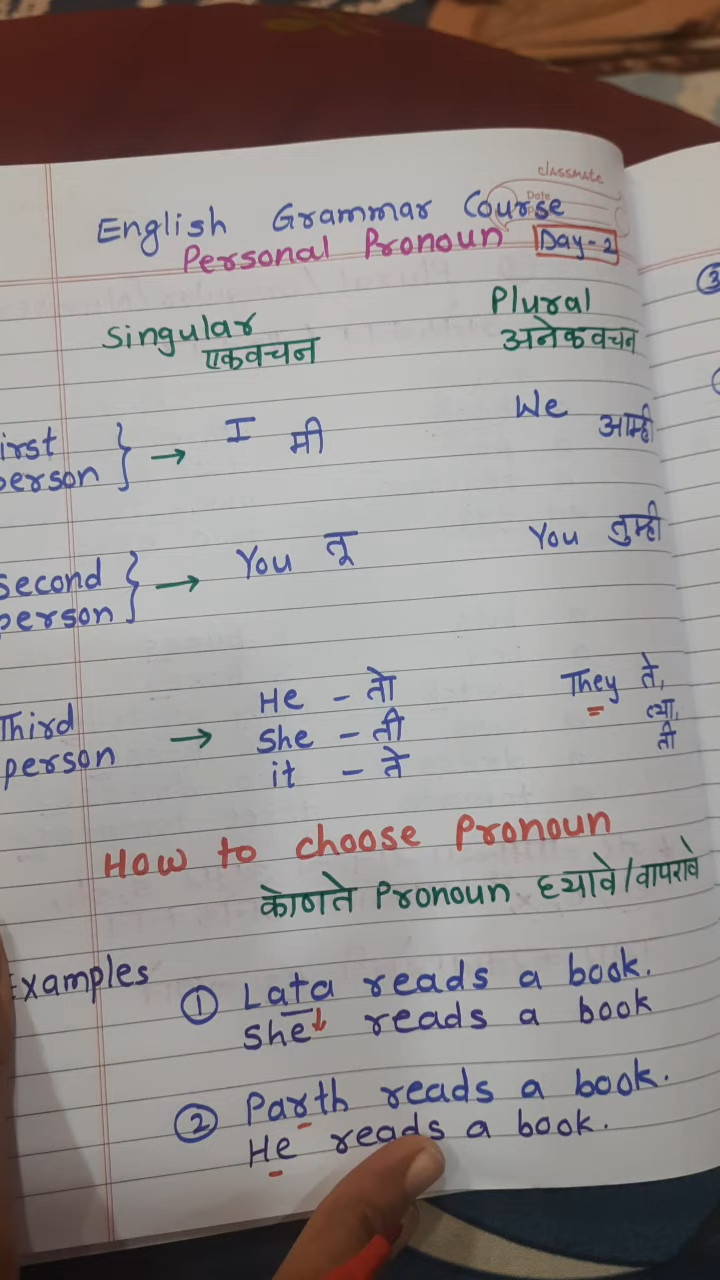 classmate
Date
English Grammar Course
Personal Pronoun Day-2
Singular Plural
एकवचन अनेकवचन
irst person } → I मी We आम्ही
second person } → You तू You तुम्ही
Third person → He - तो They ते,
She - ती त्या,
it - ते ती
How to choose Pronoun
कोणते Pronoun घ्यावे/वापरावे
Examples
① Lata reads a book.
She reads a book
② Parth reads a book.
He reads a book.
3